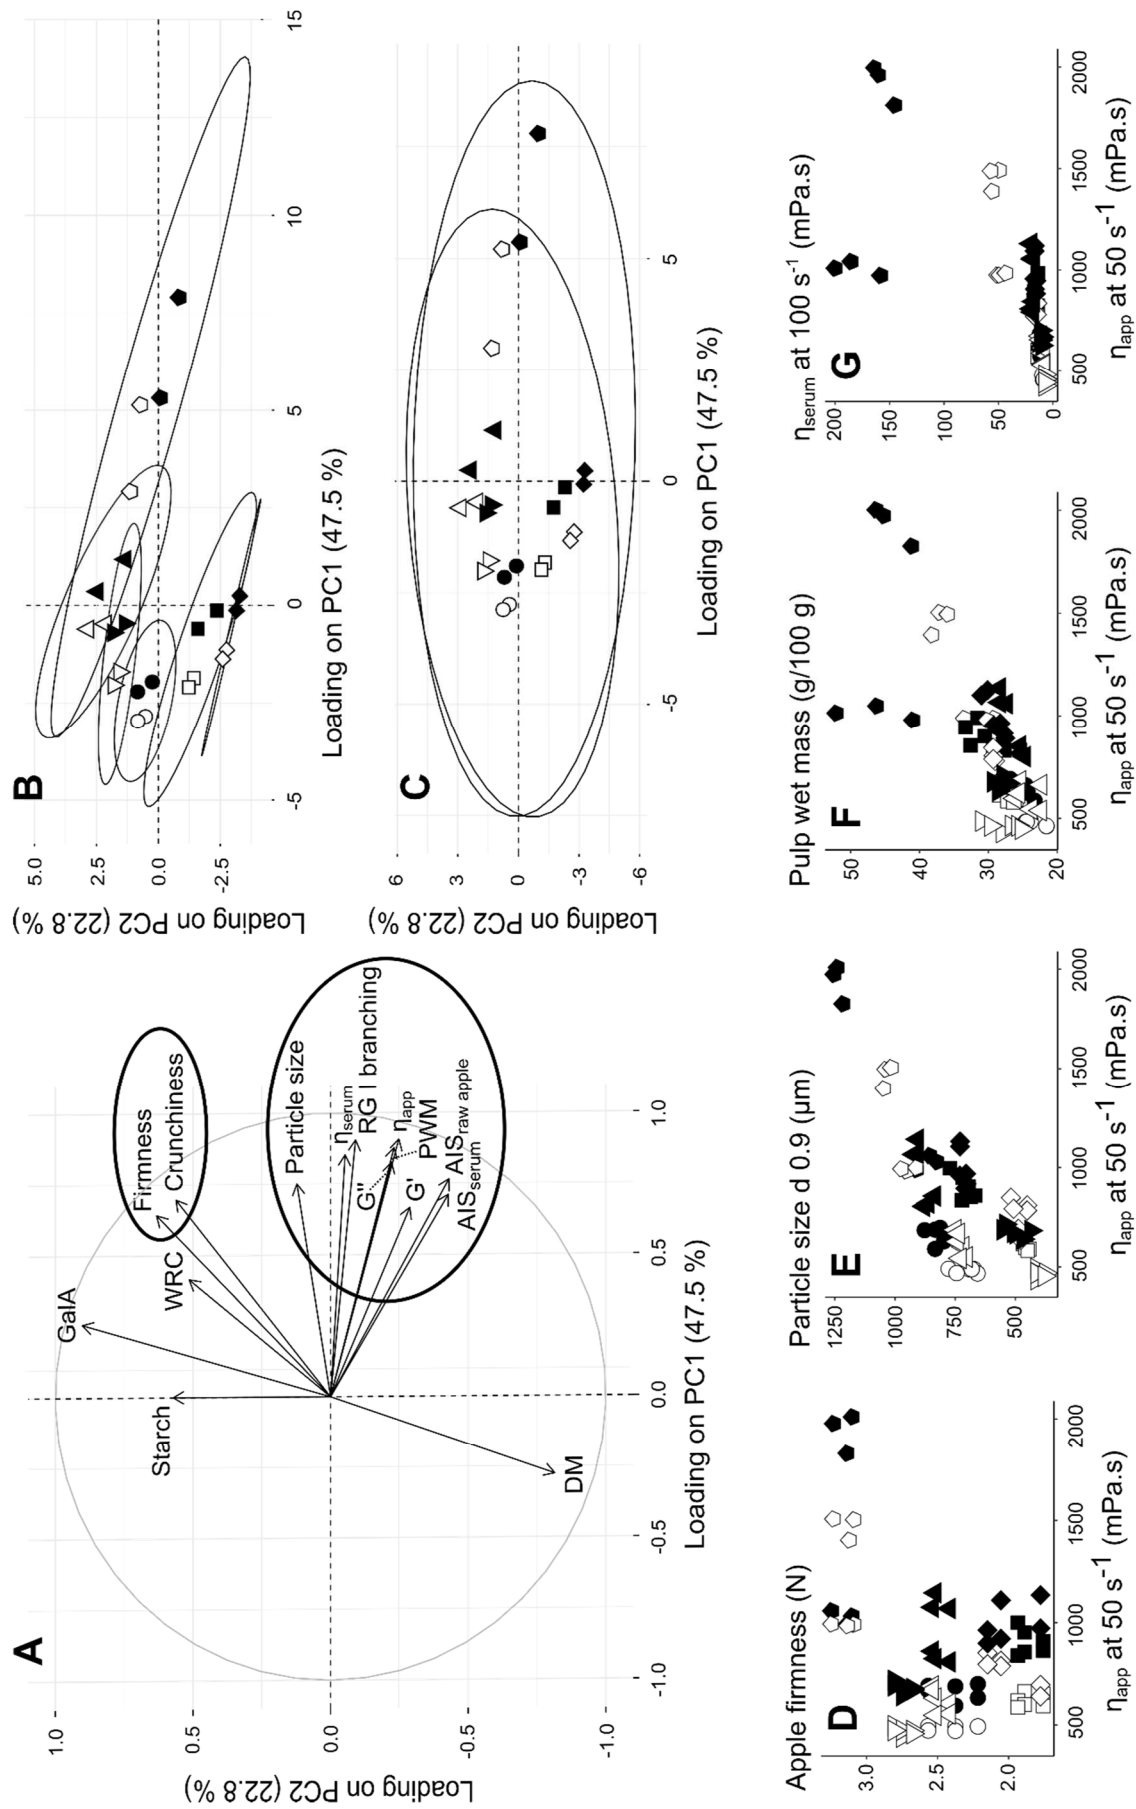 A
Loading on PC2 (22.8 %)
1.0
0.5
0.0
-0.5
-1.0
GalA
Starch
WRC
Firmness
Crunchiness
Particle size
ηserum
RG I branching
ηapp
G''
PWM
G'
AISraw apple
AISserum
DM
-1.0
-0.5
0.0
0.5
1.0
Loading on PC1 (47.5 %)
B
Loading on PC2 (22.8 %)
5.0
2.5
0.0
-2.5
-5
0
5
10
15
Loading on PC1 (47.5 %)
C
Loading on PC2 (22.8 %)
6
3
0
-3
-6
-5
0
5
Loading on PC1 (47.5 %)
Apple firmness (N)
D
3.0
2.5
2.0
500
1000
1500
2000
ηapp at 50 s-1 (mPa.s)
Particle size d 0.9 (μm)
E
1250
1000
750
500
500
1000
1500
2000
ηapp at 50 s-1 (mPa.s)
Pulp wet mass (g/100 g)
F
50
40
30
20
500
1000
1500
2000
ηapp at 50 s-1 (mPa.s)
ηserum at 100 s-1 (mPa.s)
G
200
150
100
50
0
500
1000
1500
2000
ηapp at 50 s-1 (mPa.s)